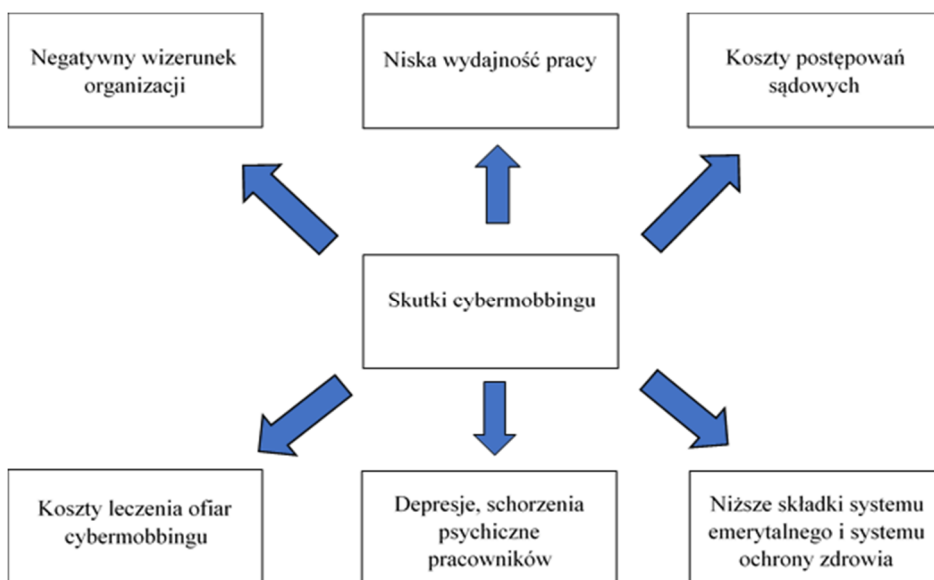 Negatywny wizerunek
organizacji
Niska wydajność pracy
Koszty postępowań
sądowych
Skutki cybermobbingu
Koszty leczenia ofiar
cybermobbingu
Depresje, schorzenia
psychiczne
pracowników
Niższe składki systemu
emerytalnego i systemu
ochrony zdrowia